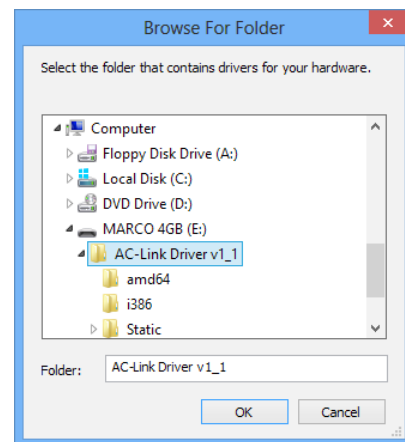 Browse For Folder
Select the folder that contains drivers for your hardware.
Computer
Floppy Disk Drive (A:)
Local Disk (C:)
DVD Drive (D:)
MARCO 4GB (E:)
AC-Link Driver v1_1
amd64
i386
Static
Folder: AC-Link Driver v1_1
OK Cancel